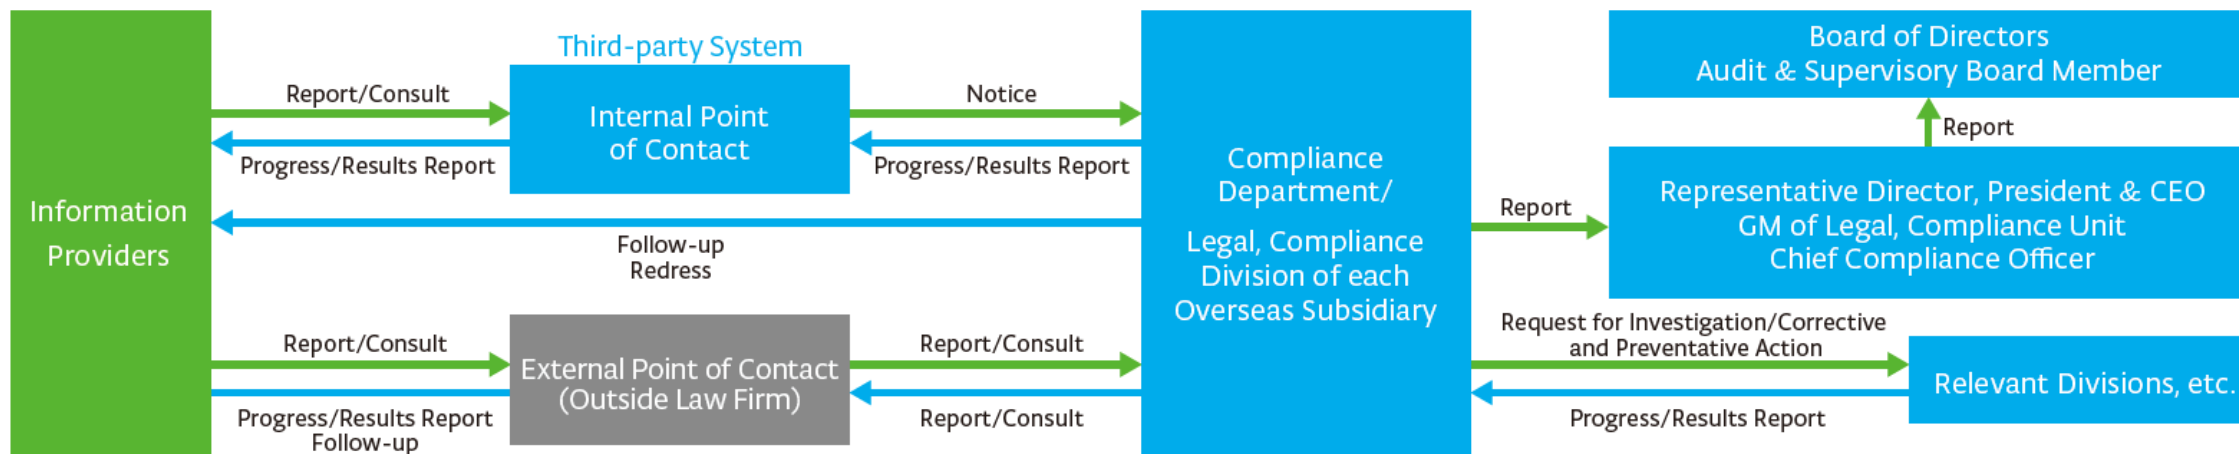 Information
Providers
Report/Consult
Progress/Results Report
Third-party System
Internal Point
of Contact
Notice
Progress/Results Report
Follow-up
Redress
Report/Consult
Progress/Results Report
Follow-up
External Point of Contact
(Outside Law Firm)
Report/Consult
Report/Consult
Compliance
Department/
Legal, Compliance
Division of each
Overseas Subsidiary
Report
Board of Directors
Audit & Supervisory Board Member
Report
Representative Director, President & CEO
GM of Legal, Compliance Unit
Chief Compliance Officer
Request for Investigation/Corrective
and Preventative Action
Progress/Results Report
Relevant Divisions, etc.